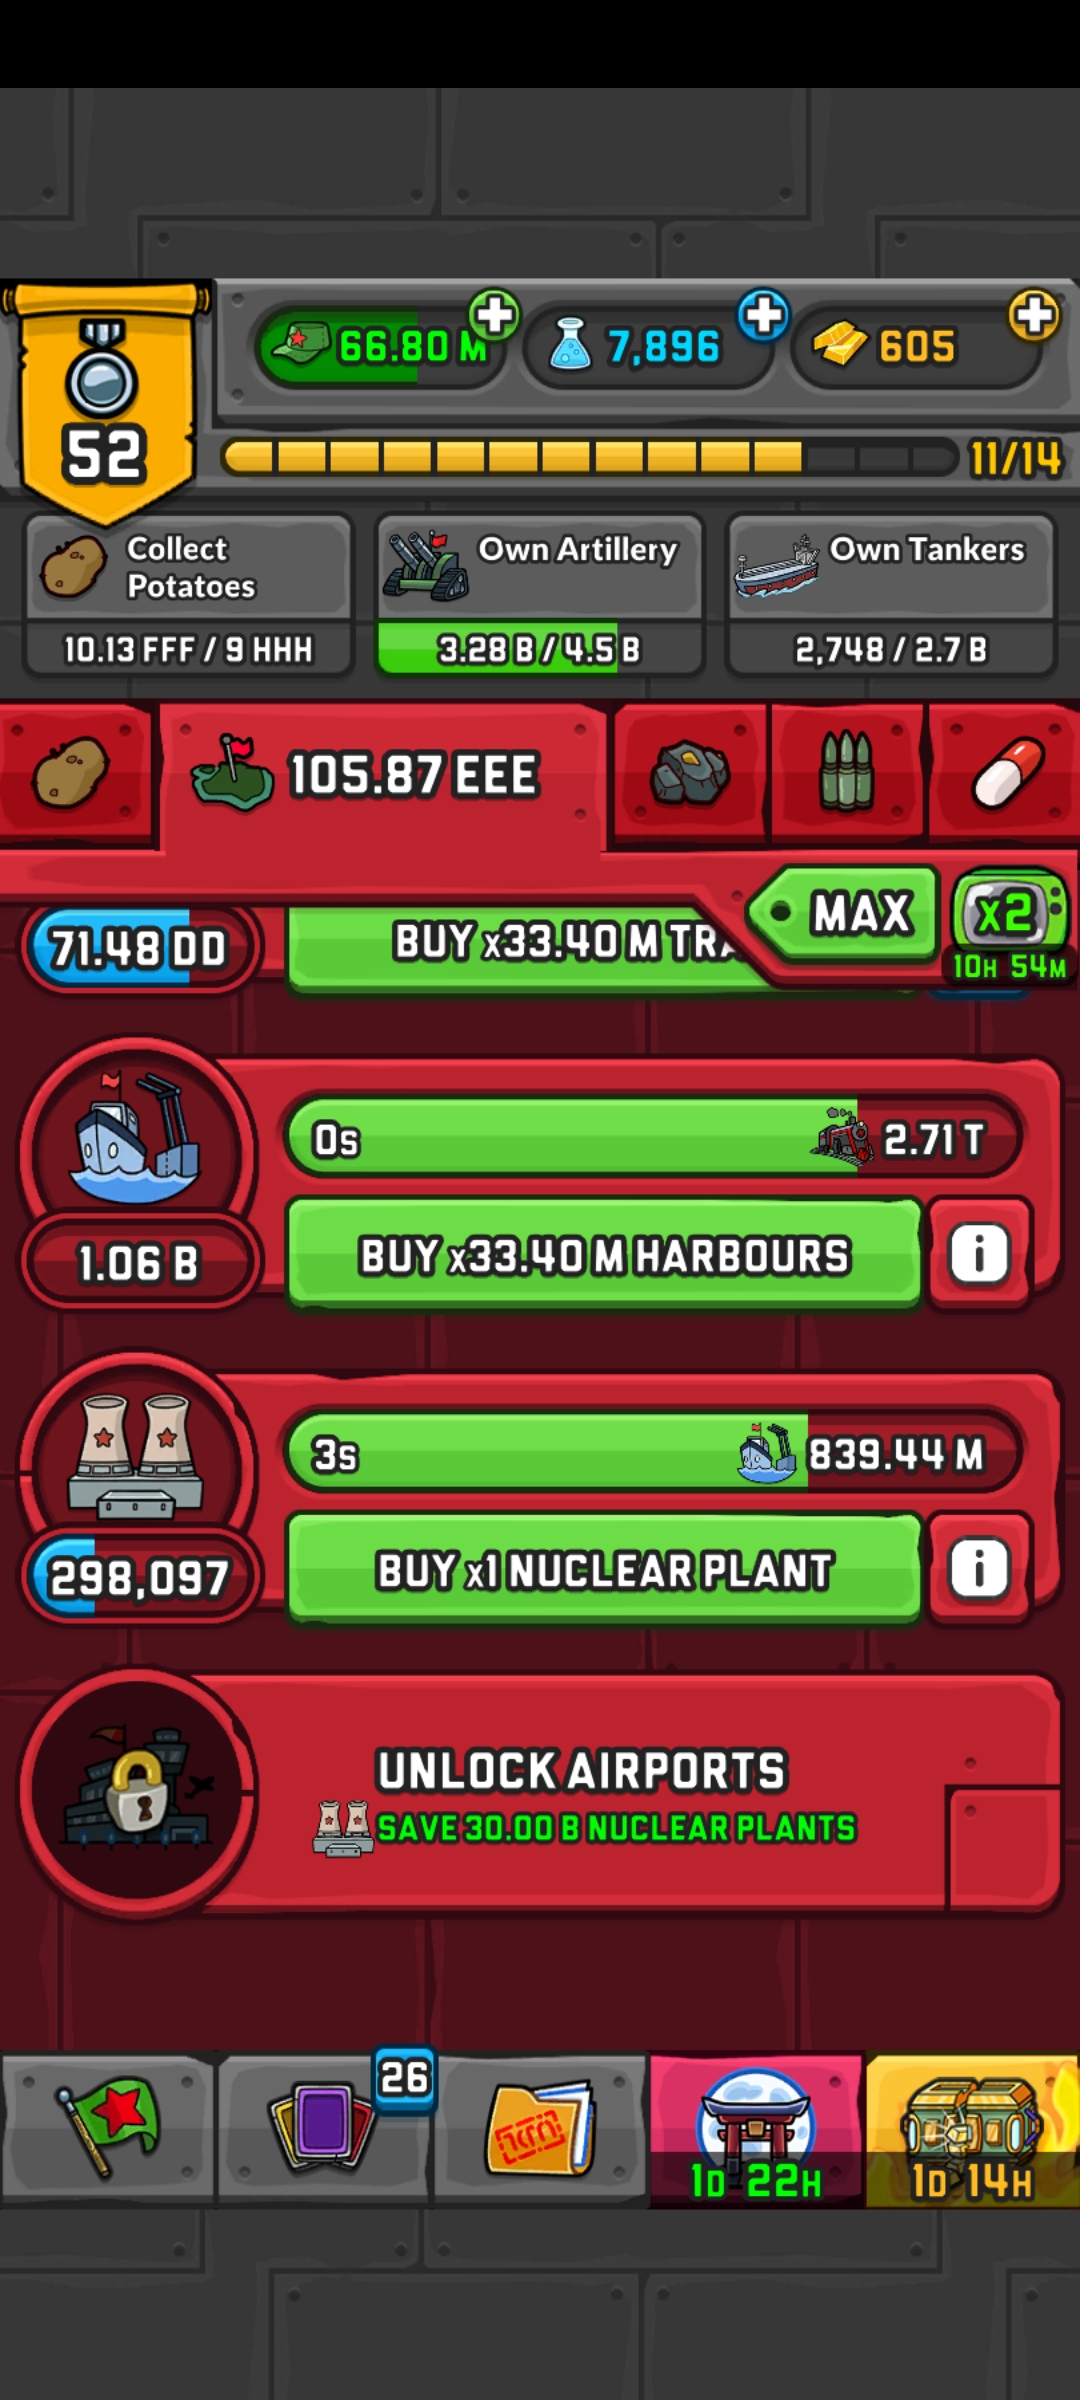 66.80 M
7,896
605
52
11/14
Collect
Potatoes
10.13 FFF / 9 HHH
Own Artillery
3.28 B / 4.5 B
Own Tankers
2,748 / 2.7 B
105.87 EEE
MAX
x2
10H 54M
71.48 DD
BUY x33.40 M
0s
2.71 T
1.06 B
BUY x33.40 M HARBOURS
i
3s
839.44 M
298,097
BUY x1 NUCLEAR PLANT
i
UNLOCK AIRPORTS
SAVE 30.00 B NUCLEAR PLANTS
26
1D 22H
1D 14H